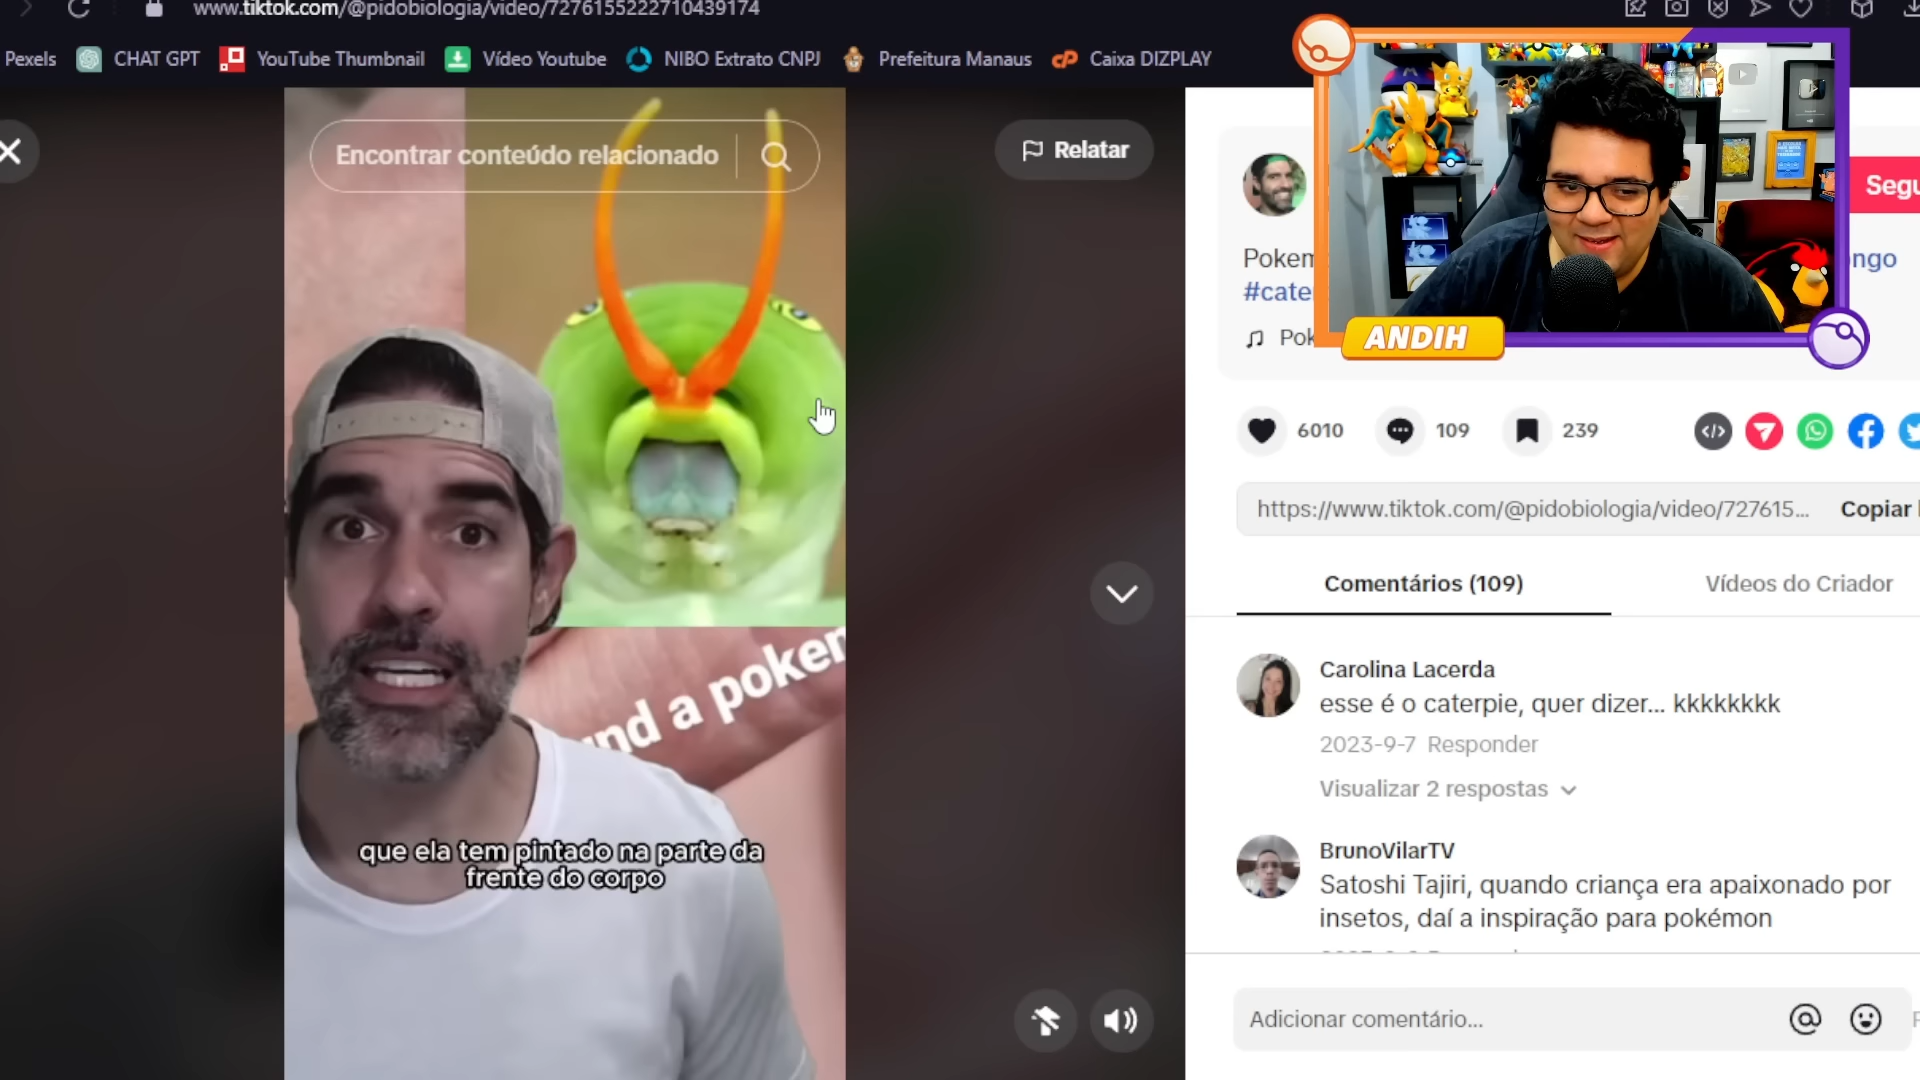 www.tiktok.com/@pidobiologia/video/7276155222710439174
Pexels
CHAT GPT
YouTube Thumbnail
Vídeo Youtube
NIBO Extrato CNPJ
Prefeitura Manaus
Caixa DIZPLAY
Encontrar conteúdo relacionado
Relatar
Segu
Pokem
ongo
#cate
Pok
ANDIH
6010
109
239
https://www.tiktok.com/@pidobiologia/video/727615...
Copiar
Comentários (109)
Vídeos do Criador
Carolina Lacerda
esse é o caterpie, quer dizer... kkkkkkkk
2023-9-7 Responder
Visualizar 2 respostas
BrunoVilarTV
Satoshi Tajiri, quando criança era apaixonado por
insetos, daí a inspiração para pokémon
Adicionar comentário...
und a pokem
que ela tem pintado na parte da
frente do corpo